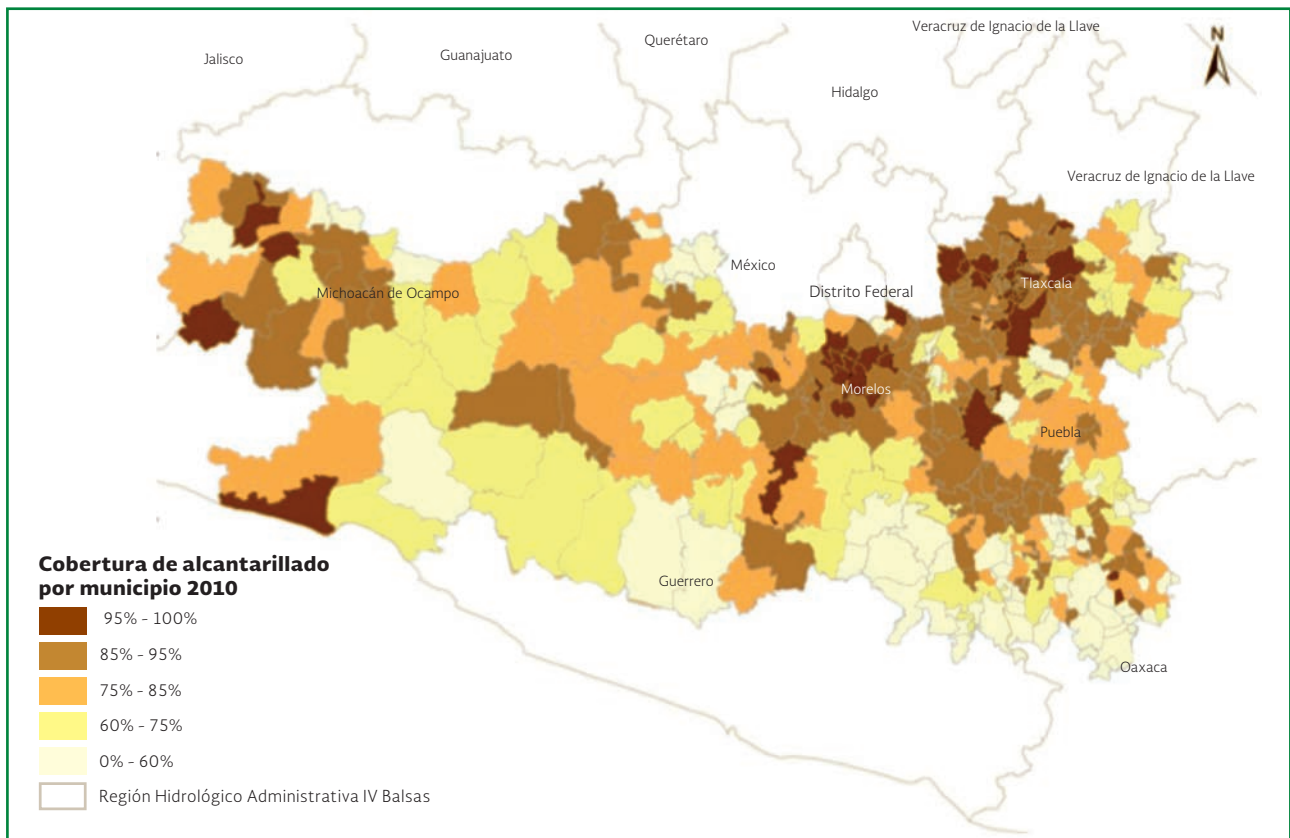 Veracruz de Ignacio de la Llave
Querétaro
N
Jalisco
Guanajuato
Hidalgo
Veracruz de Ignacio de la Llave
México
Tlaxcala
Michoacán de Ocampo
Distrito Federal
Morelos
Puebla
Guerrero
Oaxaca
Cobertura de alcantarillado
por municipio 2010
95% - 100%
85% - 95%
75% - 85%
60% - 75%
0% - 60%
Región Hidrológico Administrativa IV Balsas